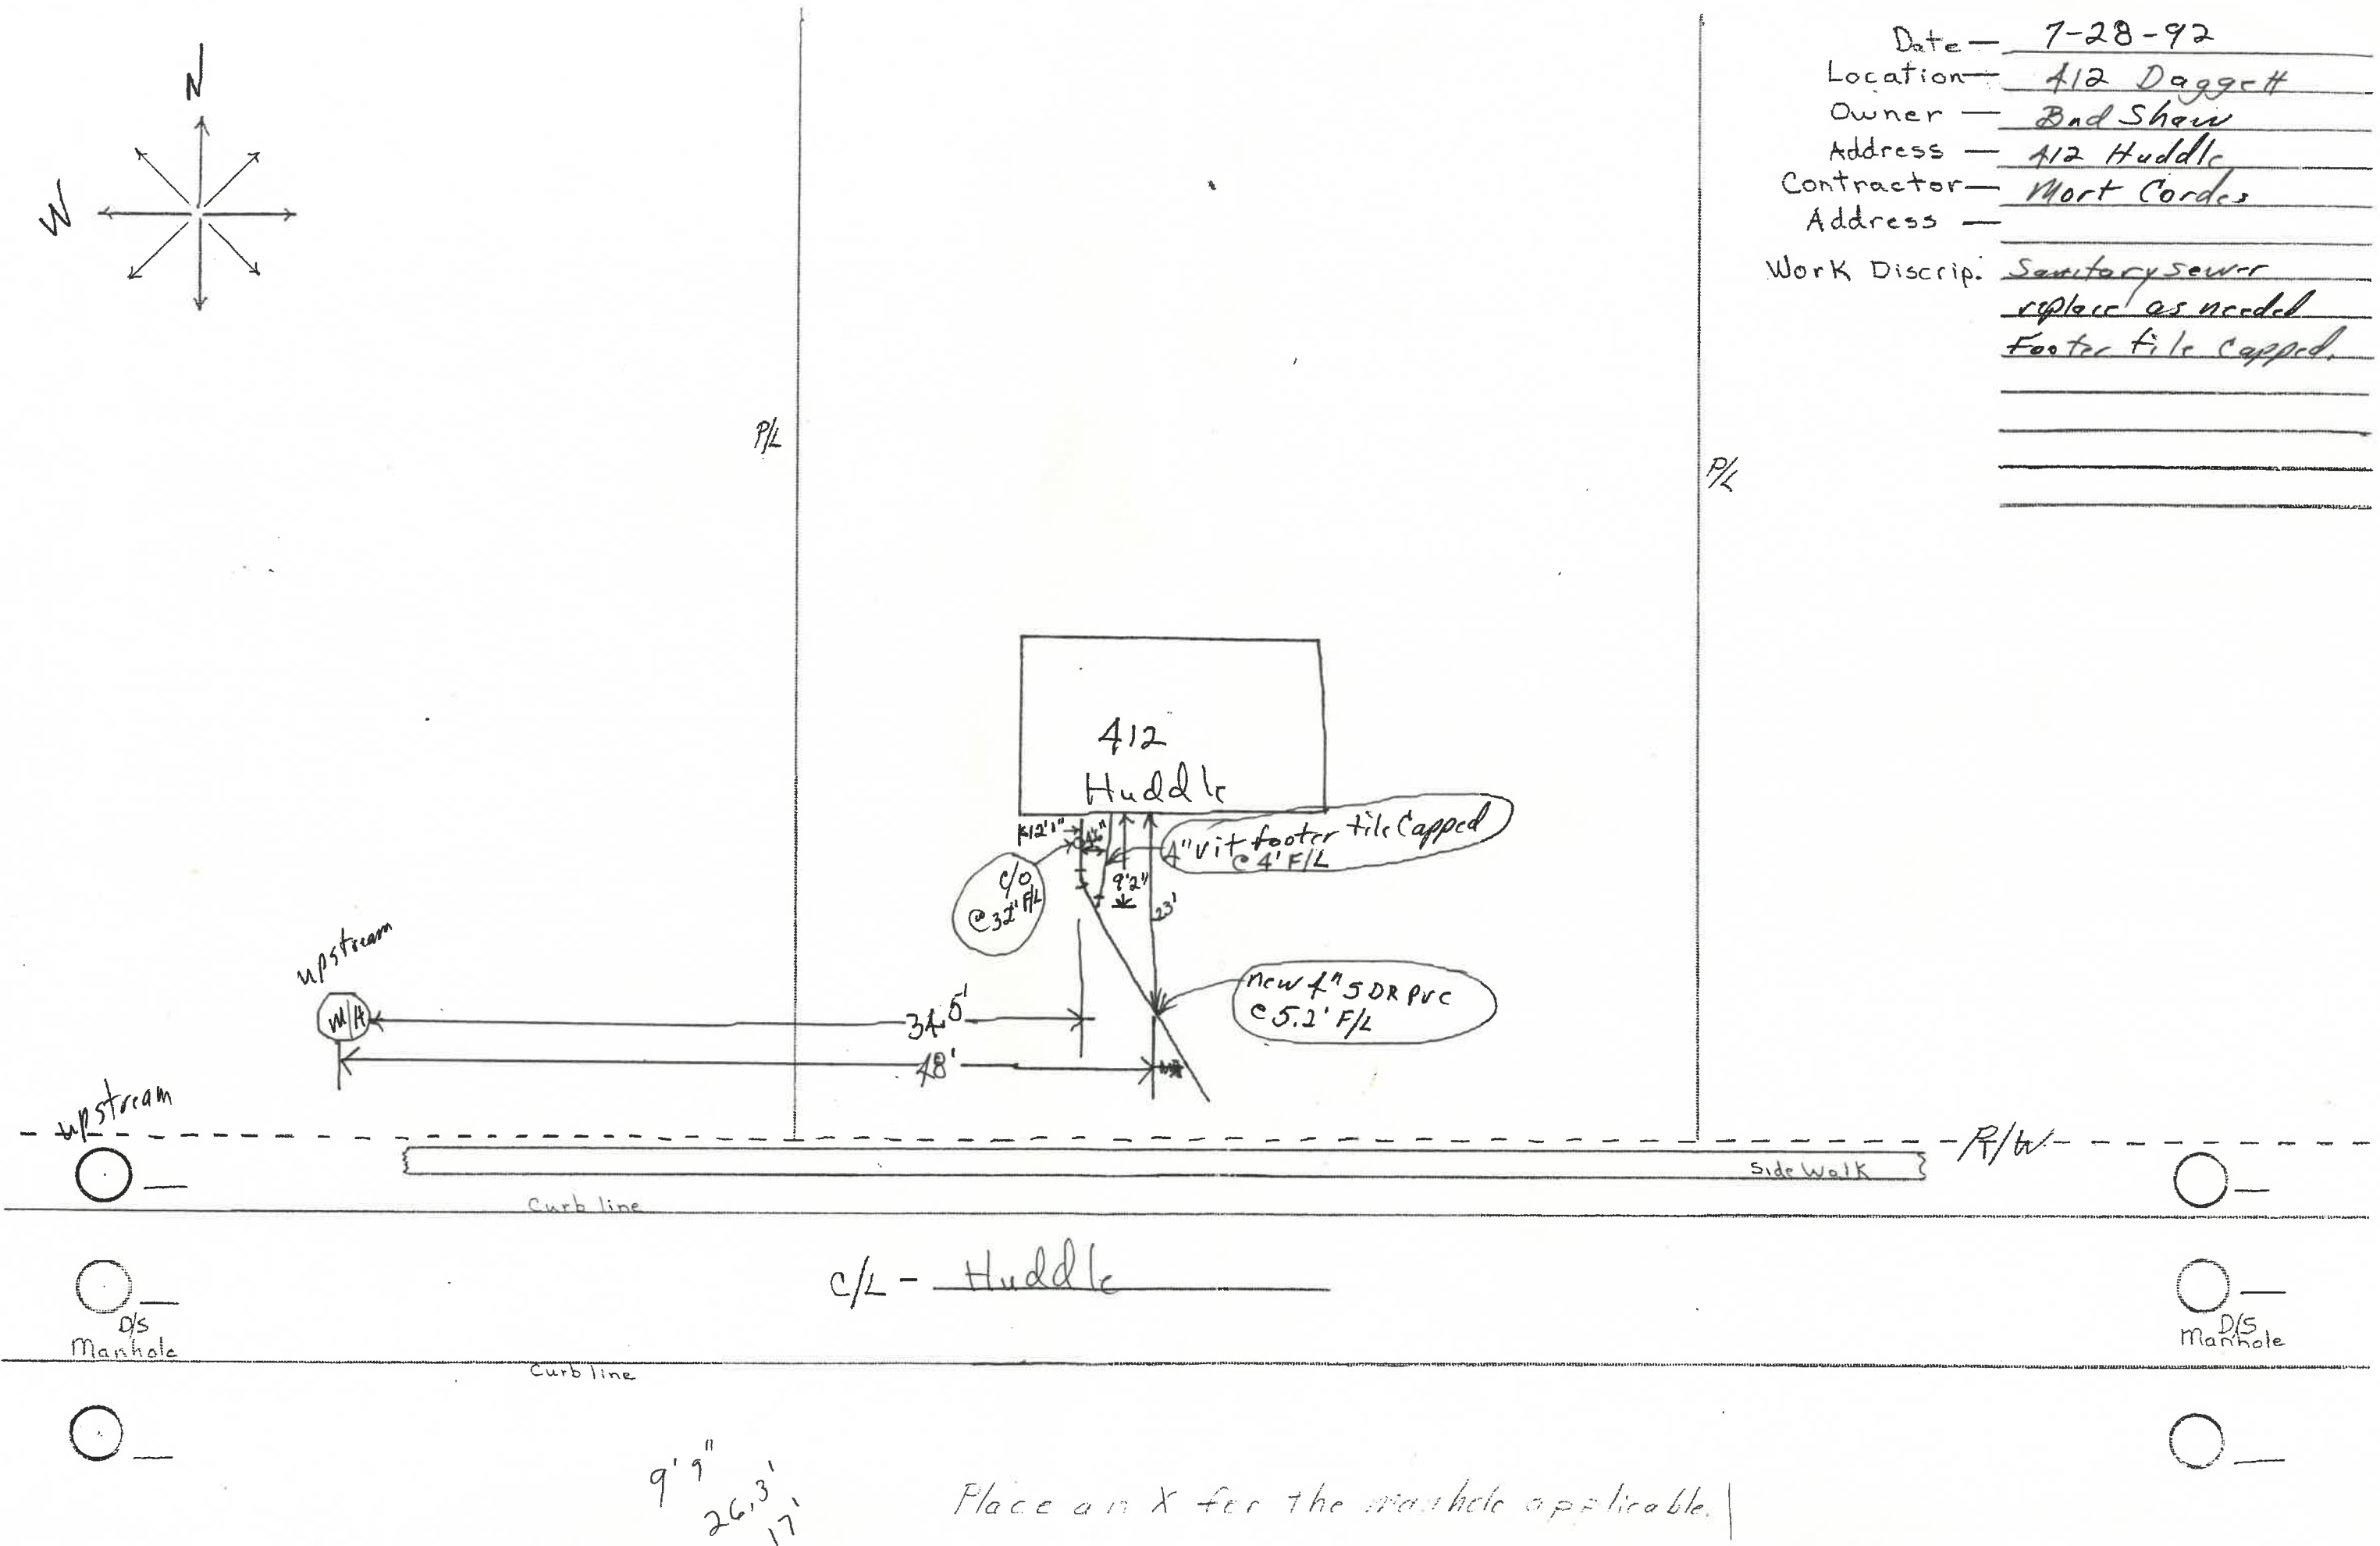 N
W
Date — 7-28-92
Location — 412 Daggett
Owner — Bud Shaw
Address — 412 Huddle
Contractor — Mort Cordes
Address —
Work Discrip. Sanitary sewer
replace as needed
Footer tile Capped.
P/L
P/L
412
Huddle
12'1"
4" vit footer tile Capped
@ 4' F/L
c/o
@ 32" F/L
9'2"
23'
new 4" SDR PVC
@ 5.2' F/L
upstream
M/H
34.5'
48'
upstream
R/W
Side Walk
Curb line
C/L - Huddle
D/S
Manhole
D/S
Manhole
Curb line
9'9"
26.3'
17'
Place an X for the manhole applicable.